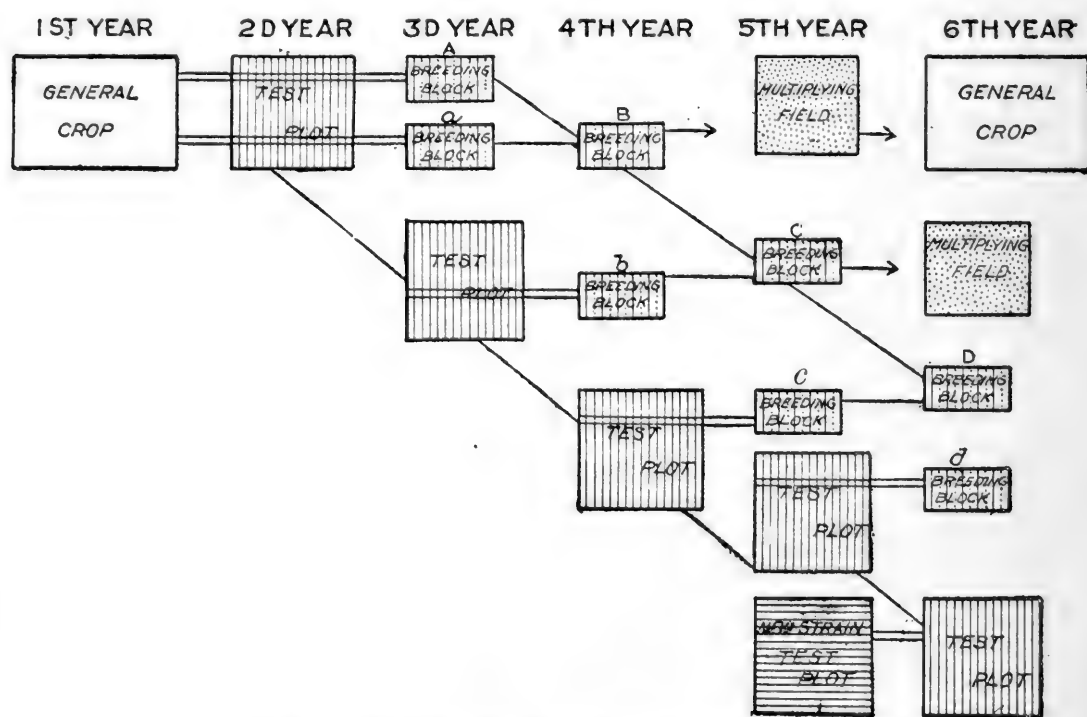 1ST YEAR 2D YEAR 3D YEAR 4TH YEAR 5TH YEAR 6TH YEAR
GENERAL
CROP
TEST
PLOT
A
BREEDING
BLOCK
a
BREEDING
BLOCK
B
BREEDING
BLOCK
MULTIPLYING
FIELD
GENERAL
CROP
TEST
PLOT
b
BREEDING
BLOCK
C
BREEDING
BLOCK
MULTIPLYING
FIELD
TEST
PLOT
c
BREEDING
BLOCK
D
BREEDING
BLOCK
TEST
PLOT
d
BREEDING
BLOCK
NEW STRAIN
TEST
PLOT
TEST
PLOT